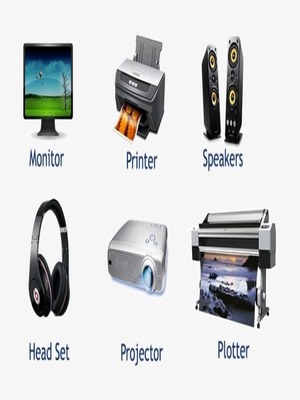 Monitor
Printer
Speakers
Head Set
Projector
Plotter